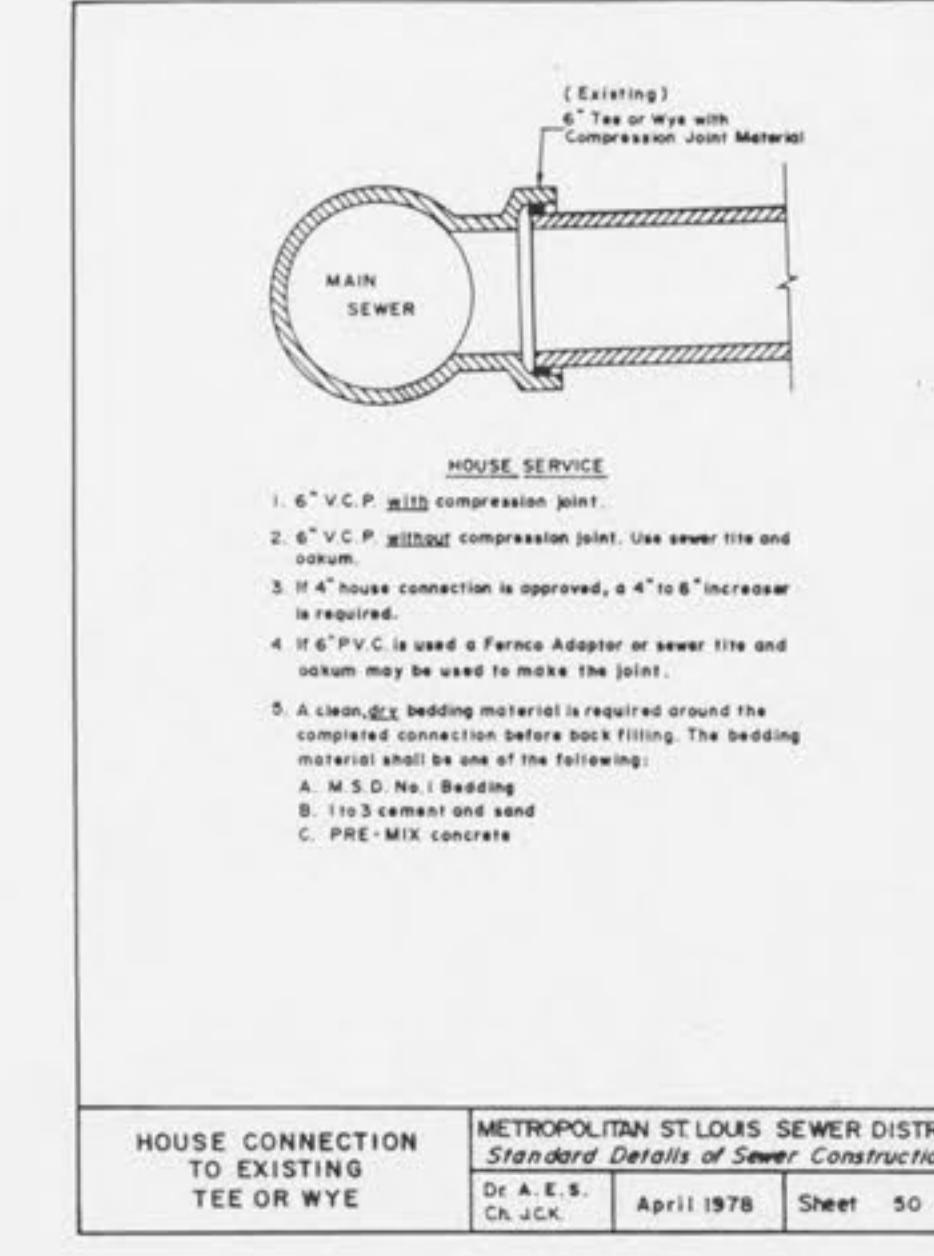 (Existing)
6" Tee or Wye with
Compression Joint Material
MAIN
SEWER
HOUSE SERVICE
1. 6" V.C.P. with compression joint.
2. 6" V.C.P. without compression joint. Use sewer tite and
oakum.
3. If 4" house connection is approved, a 4" to 6" increaser
is required.
4. If 6" P.V.C. is used a Fernco Adaptor or sewer tite and
oakum may be used to make the joint.
5. A clean, dry bedding material is required around the
completed connection before back filling. The bedding
material shall be one of the following:
A. M.S.D. No. 1 Bedding
B. 1 to 3 cement and sand
C. PRE-MIX concrete
HOUSE CONNECTION
TO EXISTING
TEE OR WYE
METROPOLITAN ST. LOUIS SEWER DISTR
Standard Details of Sewer Constructio
Dr. A.E.S.
Ch. J.C.K.
April 1978
Sheet 50